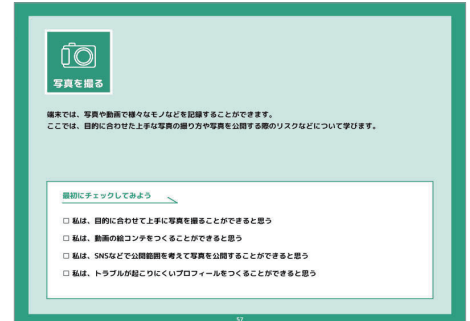 写真を撮る
端末では、写真や動画で様々なモノなどを記録することができます。
ここでは、目的に合わせた上手な写真の撮り方や写真を公開する際のリスクなどについて学びます。
最初にチェックしてみよう
□ 私は、目的に合わせて上手に写真を撮ることができると思う
□ 私は、動画の絵コンテをつくることができると思う
□ 私は、SNSなどで公開範囲を考えて写真を公開することができると思う
□ 私は、トラブルが起こりにくいプロフィールをつくることができると思う
57